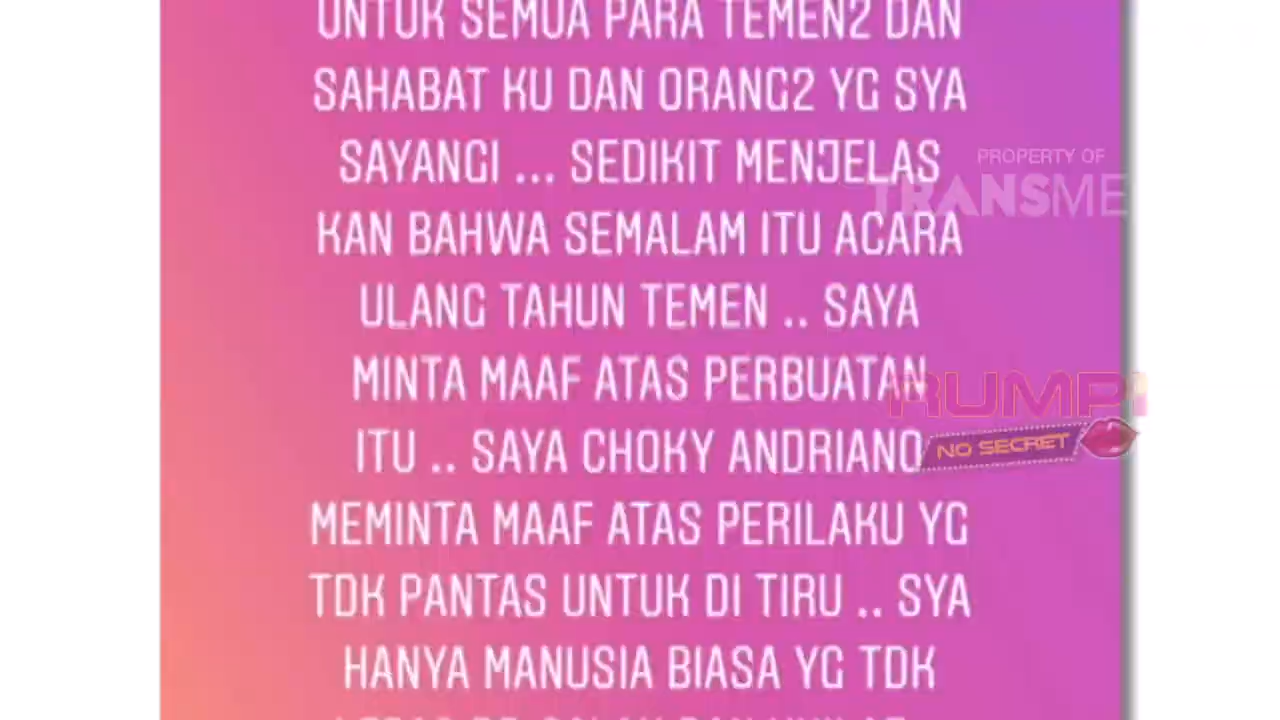 UNTUK SEMUA PARA TEMEN2 DAN
SAHABAT KU DAN ORANG2 YG SYA
SAYANGI ... SEDIKIT MENJELAS
PROPERTY OF
TRANSME
KAN BAHWA SEMALAM ITU ACARA
ULANG TAHUN TEMEN .. SAYA
MINTA MAAF ATAS PERBUATAN
RUMPI
ITU .. SAYA CHOKY ANDRIANO
NO SECRET
MEMINTA MAAF ATAS PERILAKU YG
TDK PANTAS UNTUK DI TIRU .. SYA
HANYA MANUSIA BIASA YG TDK